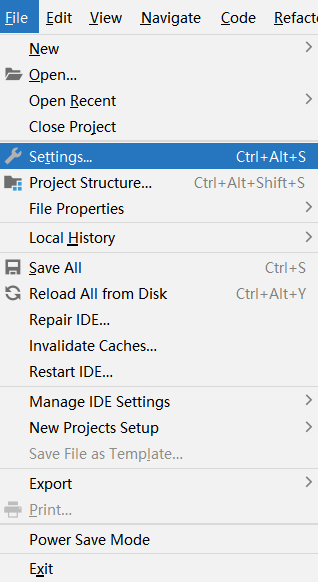 File Edit View Navigate Code Refact
New
Open...
Open Recent
Close Project
Settings... Ctrl+Alt+S
Project Structure... Ctrl+Alt+Shift+S
File Properties
Local History
Save All Ctrl+S
Reload All from Disk Ctrl+Alt+Y
Repair IDE...
Invalidate Caches...
Restart IDE...
Manage IDE Settings
New Projects Setup
Save File as Template...
Export
Print...
Power Save Mode
Exit